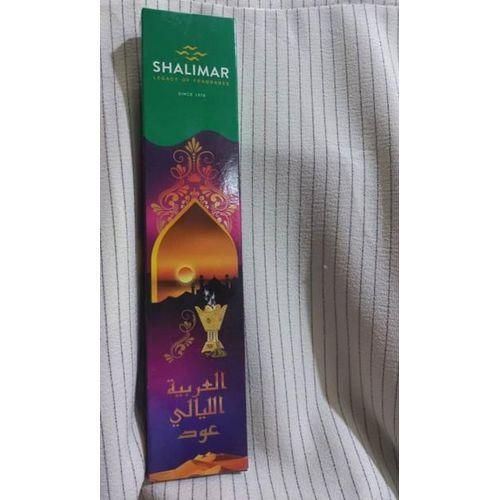 SHALIMAR
LEGACY OF FRAGRANCE
SINCE 1978
العربية
الليالي
عود